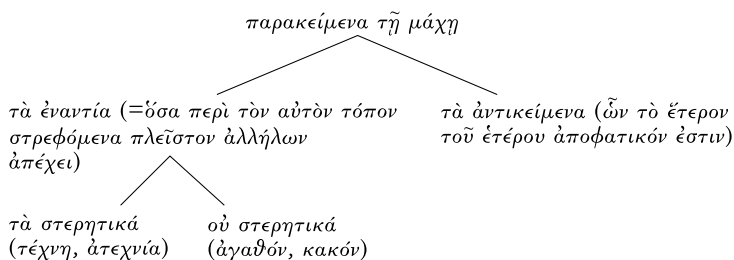 παρακείμενα τῇ μάχῃ
τὰ ἐναντία (=ὅσα περὶ τὸν αὐτὸν τόπον
στρεφόμενα πλεῖστον ἀλλήλων
ἀπέχει)
τὰ ἀντικείμενα (ὧν τὸ ἕτερον
τοῦ ἑτέρου ἀποφατικόν ἐστιν)
τὰ στερητικά
(τέχνη, ἀτεχνία)
οὐ στερητικά
(ἀγαθόν, κακόν)